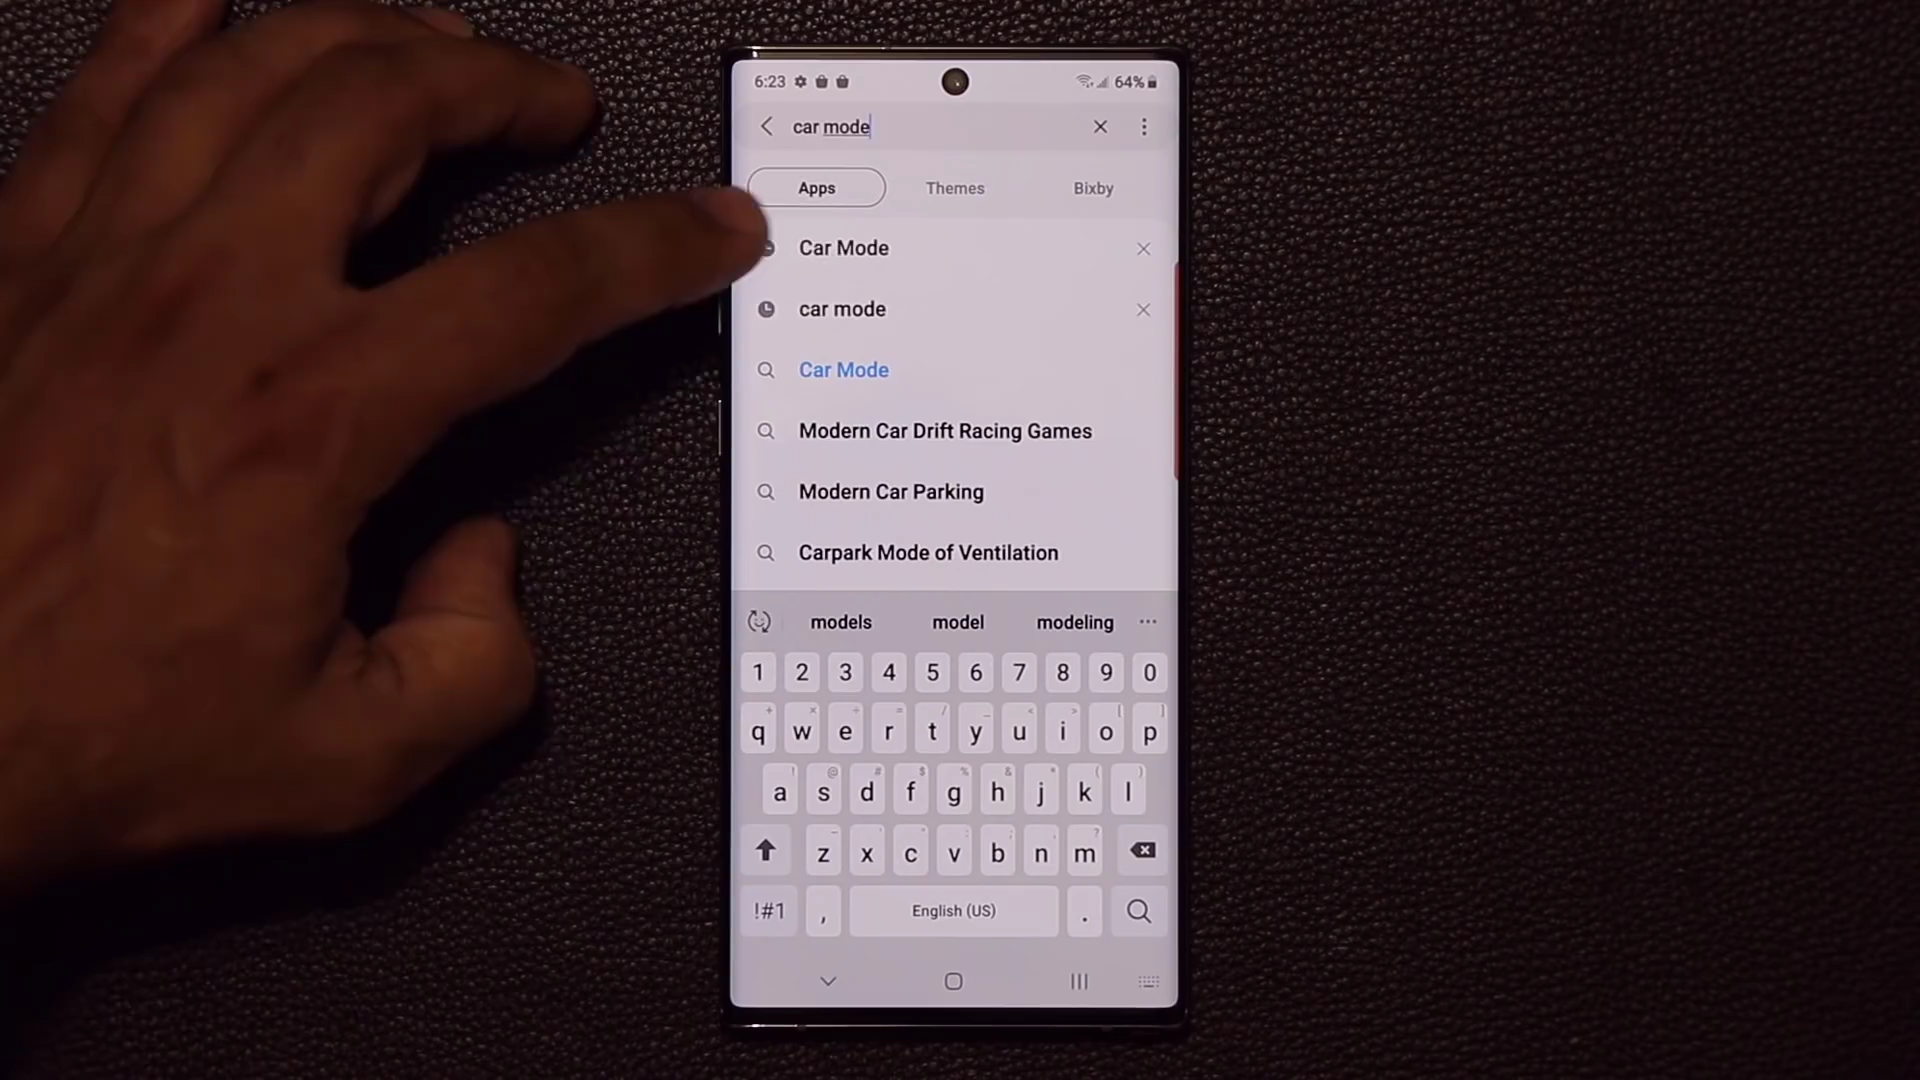 6:23 64%
car mode
Apps Themes Bixby
Car Mode
car mode
Car Mode
Modern Car Drift Racing Games
Modern Car Parking
Carpark Mode of Ventilation
models model modeling ...
1 2 3 4 5 6 7 8 9 0
q w e r t y u i o p
a s d f g h j k l
z x c v b n m
!#1 , English (US) .